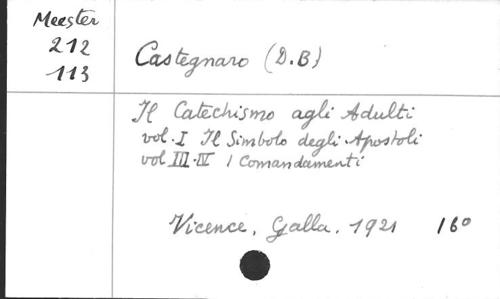 Meester
212
113
Castegnaro (D.B)
Il Catechismo agli Adulti
vol. I Il Simbolo degli Apostoli
vol III-IV I Comandamenti
Vicence, Galla, 1921 16º